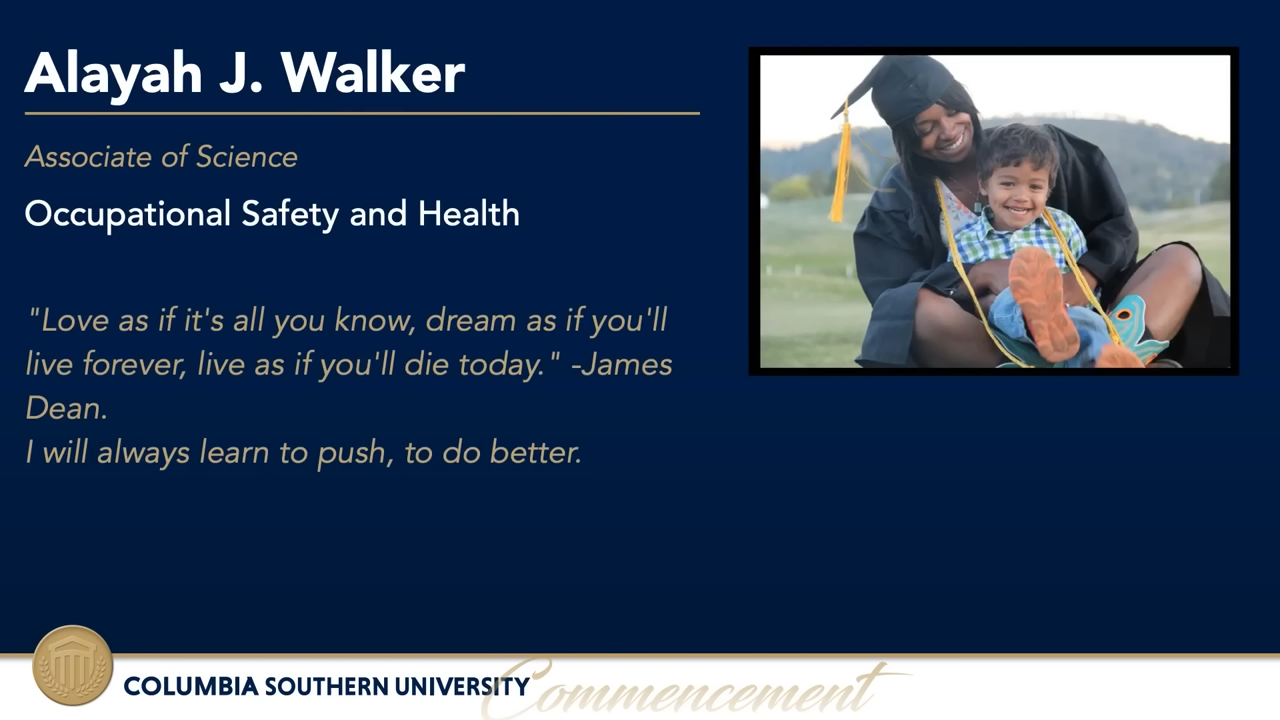 Alayah J. Walker
Associate of Science
Occupational Safety and Health
"Love as if it's all you know, dream as if you'll
live forever, live as if you'll die today." -James
Dean.
I will always learn to push, to do better.
COLUMBIA SOUTHERN UNIVERSITY
Commencement